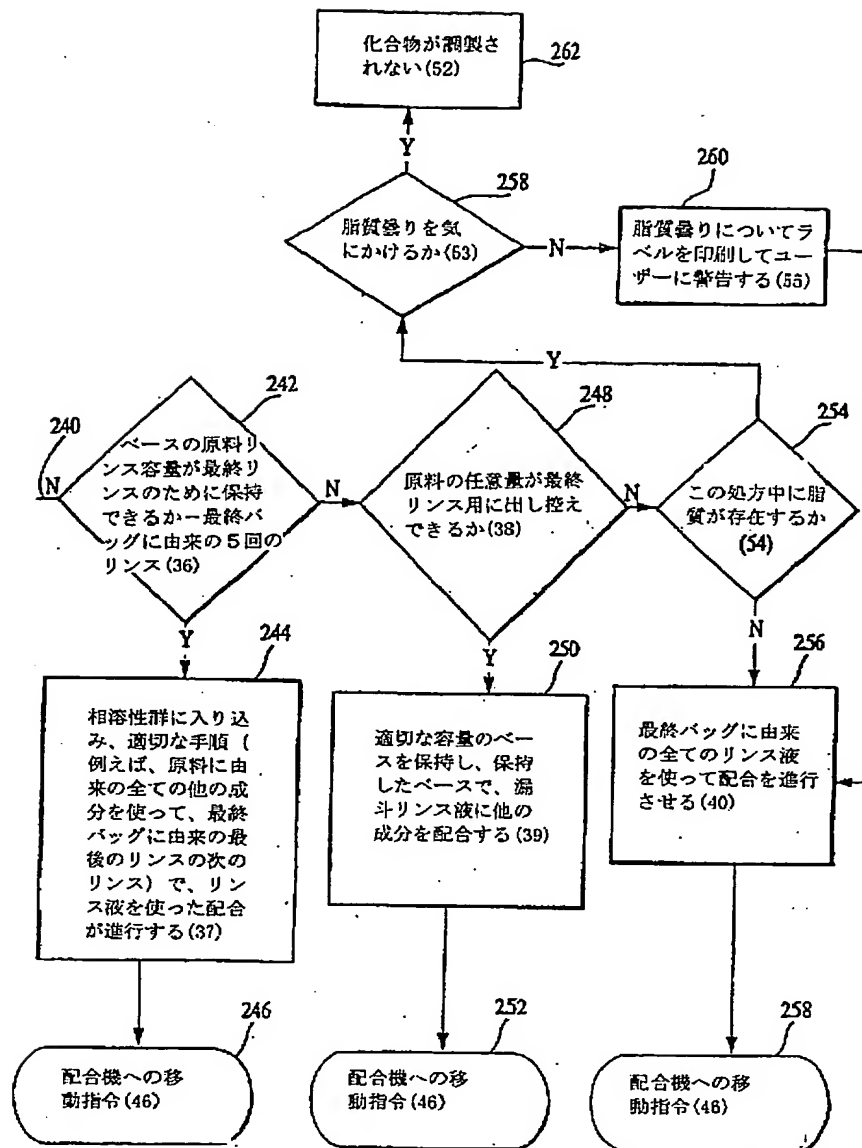 化合物が調製さ
れない(52)
262
Y
258
脂質曇りを気
にかけるか(53)
N
260
脂質曇りについてラ
ベルを印刷してユー
ザーに警告する(55)
Y
240
N
242
ベースの原料リ
ンス容量が最終リ
ンスのために保持
できるかー最終バ
ッグに由来の5回の
リンス(36)
N
248
原料の任意量が最終
リンス用に出し控え
できるか(38)
N
254
この処方中に脂
質が存在するか
(54)
Y
244
相溶性群に入り込
み、適切な手順(
例えば、原料に由
来の全ての他の成
分を使って、最終
バッグに由来の最
後のリンスの次の
リンス)で、リン
ス液を使った配合
が進行する(37)
Y
250
適切な容量のベー
スを保持し、保持
したベースで、漏
斗リンス液に他の
成分を配合する(39)
N
256
最終バッグに由来
の全てのリンス液
を使って配合を進行
させる(40)
246
配合機への移
動指令(46)
252
配合機への移
動指令(46)
258
配合機への移
動指令(46)